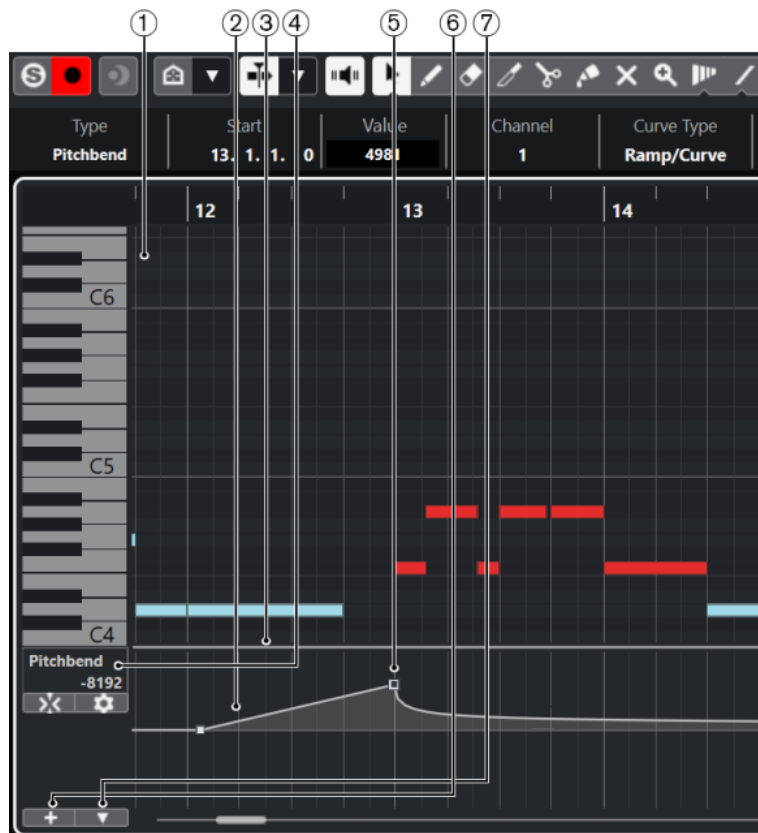 ① ② ③ ④ ⑤ ⑥ ⑦
S
Type Start Value Channel Curve Type
Pitchbend 13. 1. 1. 0 4981 1 Ramp/Curve
12 13 14
C6
C5
C4
Pitchbend
-8192